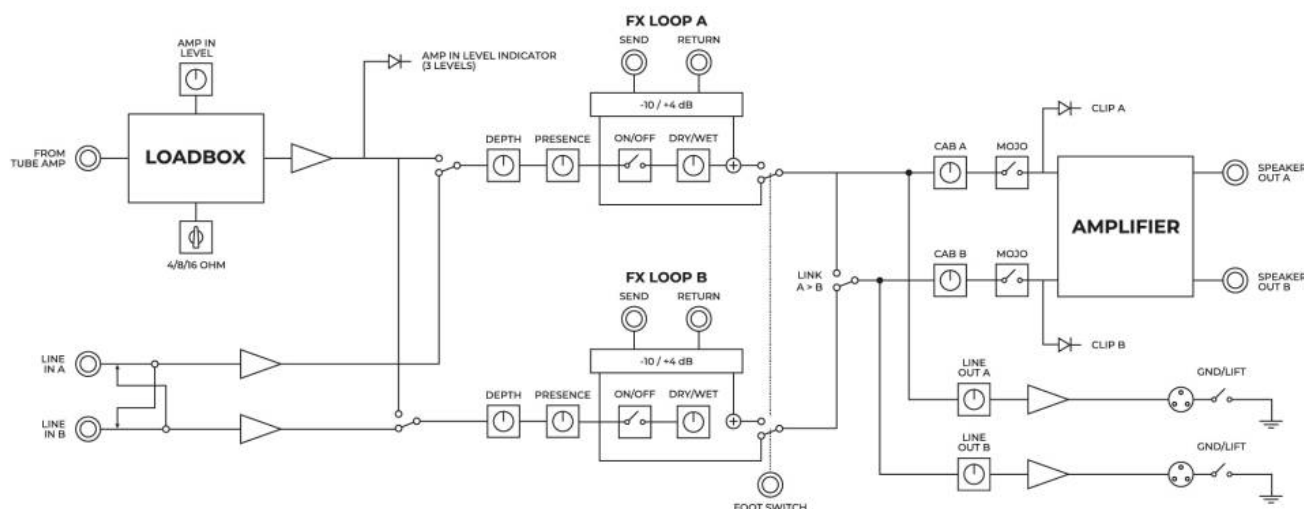 FX LOOP A
SEND
RETURN
AMP IN
LEVEL
AMP IN LEVEL INDICATOR
(3 LEVELS)
-10 / +4 dB
CLIP A
FROM
TUBE AMP
LOADBOX
DEPTH
PRESENCE
ON/OFF
DRY/WET
CAB A
MOJO
SPEAKER
OUT A
AMPLIFIER
4/8/16 OHM
FX LOOP B
SEND
RETURN
LINK
A > B
CAB B
MOJO
SPEAKER
OUT B
CLIP B
LINE
IN A
-10 / +4 dB
LINE
OUT A
GND/LIFT
LINE
IN B
DEPTH
PRESENCE
ON/OFF
DRY/WET
LINE
OUT B
GND/LIFT
FOOT SWITCH